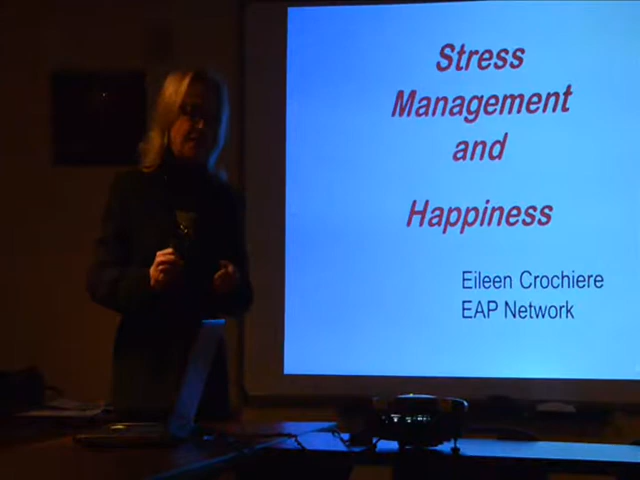 Stress
Management
and
Happiness
Eileen Crochiere
EAP Network